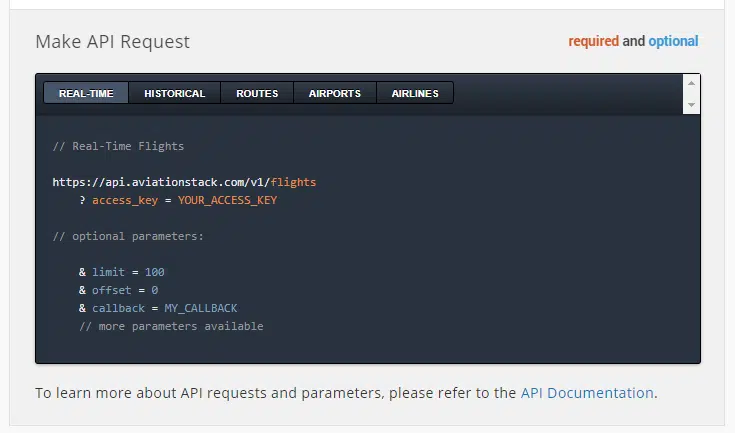 Make API Request
required and optional
REAL-TIME HISTORICAL ROUTES AIRPORTS AIRLINES
// Real-Time Flights
https://api.aviationstack.com/v1/flights
? access_key = YOUR_ACCESS_KEY
// optional parameters:
& limit = 100
& offset = 0
& callback = MY_CALLBACK
// more parameters available
To learn more about API requests and parameters, please refer to the API Documentation.